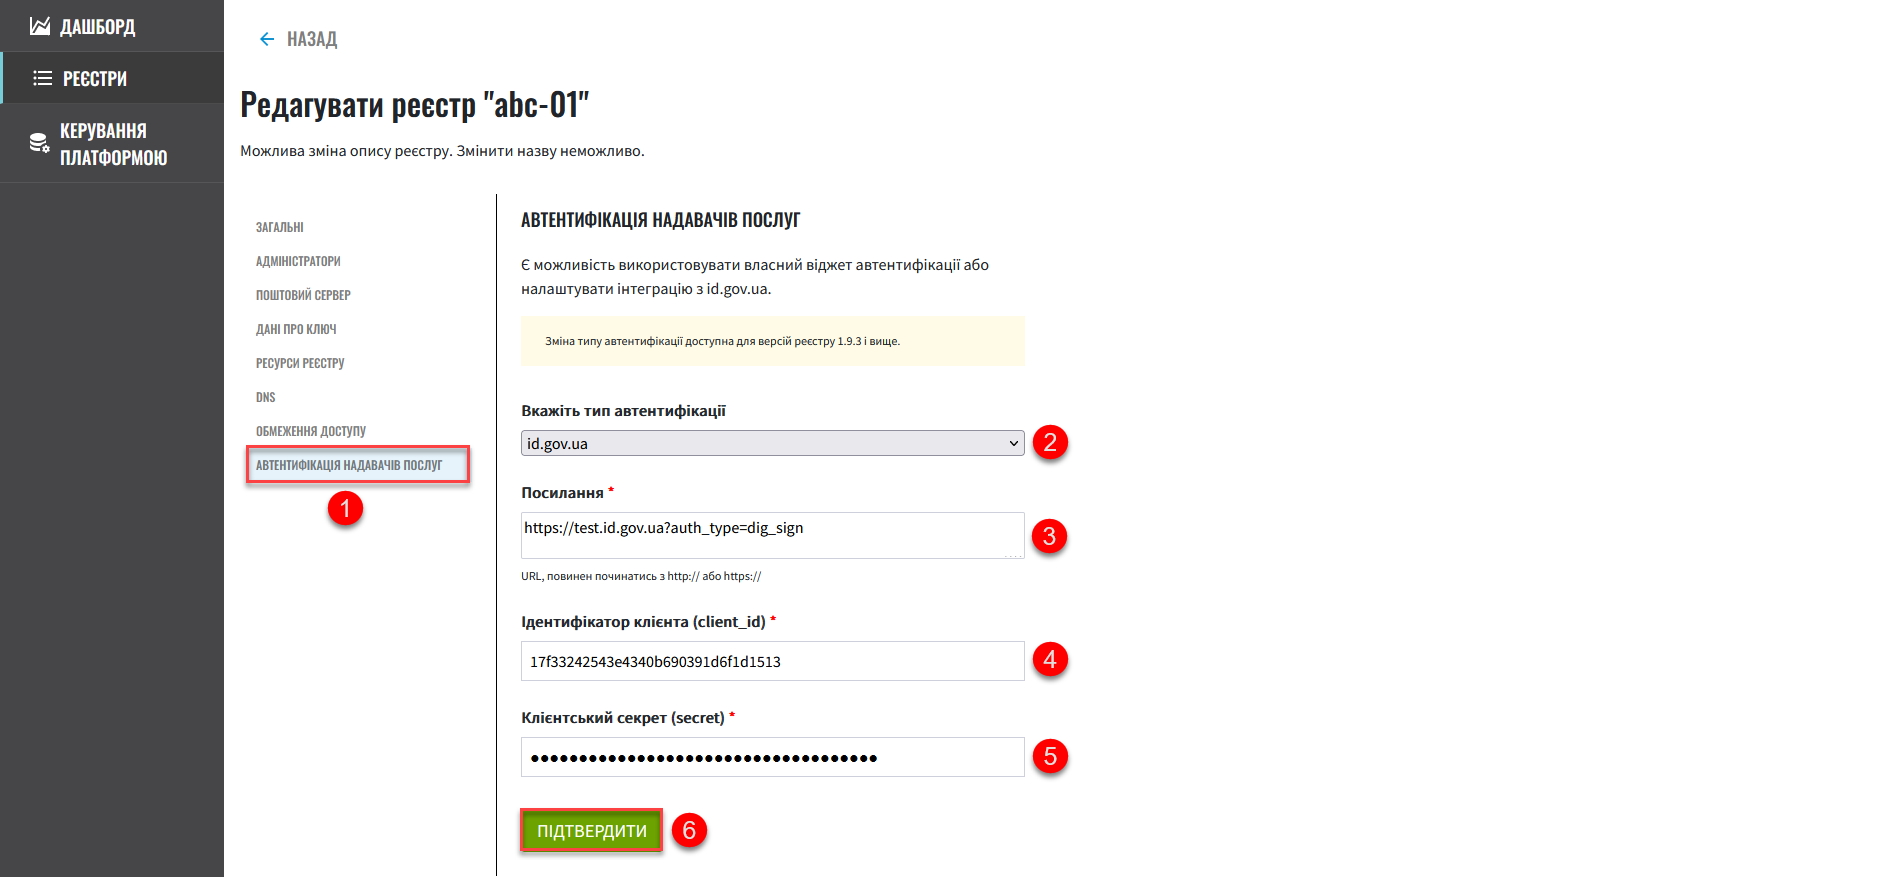 ДАШБОРД
РЕЄСТРИ
КЕРУВАННЯ
ПЛАТФОРМОЮ
НАЗАД
Редагувати реєстр "abc-01"
Можлива зміна опису реєстру. Змінити назву неможливо.
ЗАГАЛЬНІ
АДМІНІСТРАТОРИ
ПОШТОВИЙ СЕРВЕР
ДАНІ ПРО КЛЮЧ
РЕСУРСИ РЕЄСТРУ
DNS
ОБМЕЖЕННЯ ДОСТУПУ
АВТЕНТИФІКАЦІЯ НАДАВАЧІВ ПОСЛУГ
1
АВТЕНТИФІКАЦІЯ НАДАВАЧІВ ПОСЛУГ
Є можливість використовувати власний віджет автентифікації або
налаштувати інтеграцію з id.gov.ua.
Зміна типу автентифікації доступна для версій реєстру 1.9.3 і вище.
Вкажіть тип автентифікації
id.gov.ua
2
Посилання *
https://test.id.gov.ua?auth_type=dig_sign
3
URL, повинен починатись з http:// або https://
Ідентифікатор клієнта (client_id) *
17f33242543e4340b690391d6f1d1513
4
Клієнтський секрет (secret) *
●●●●●●●●●●●●●●●●●●●●●●●●●●●●●●●●●●●●
5
ПІДТВЕРДИТИ
6